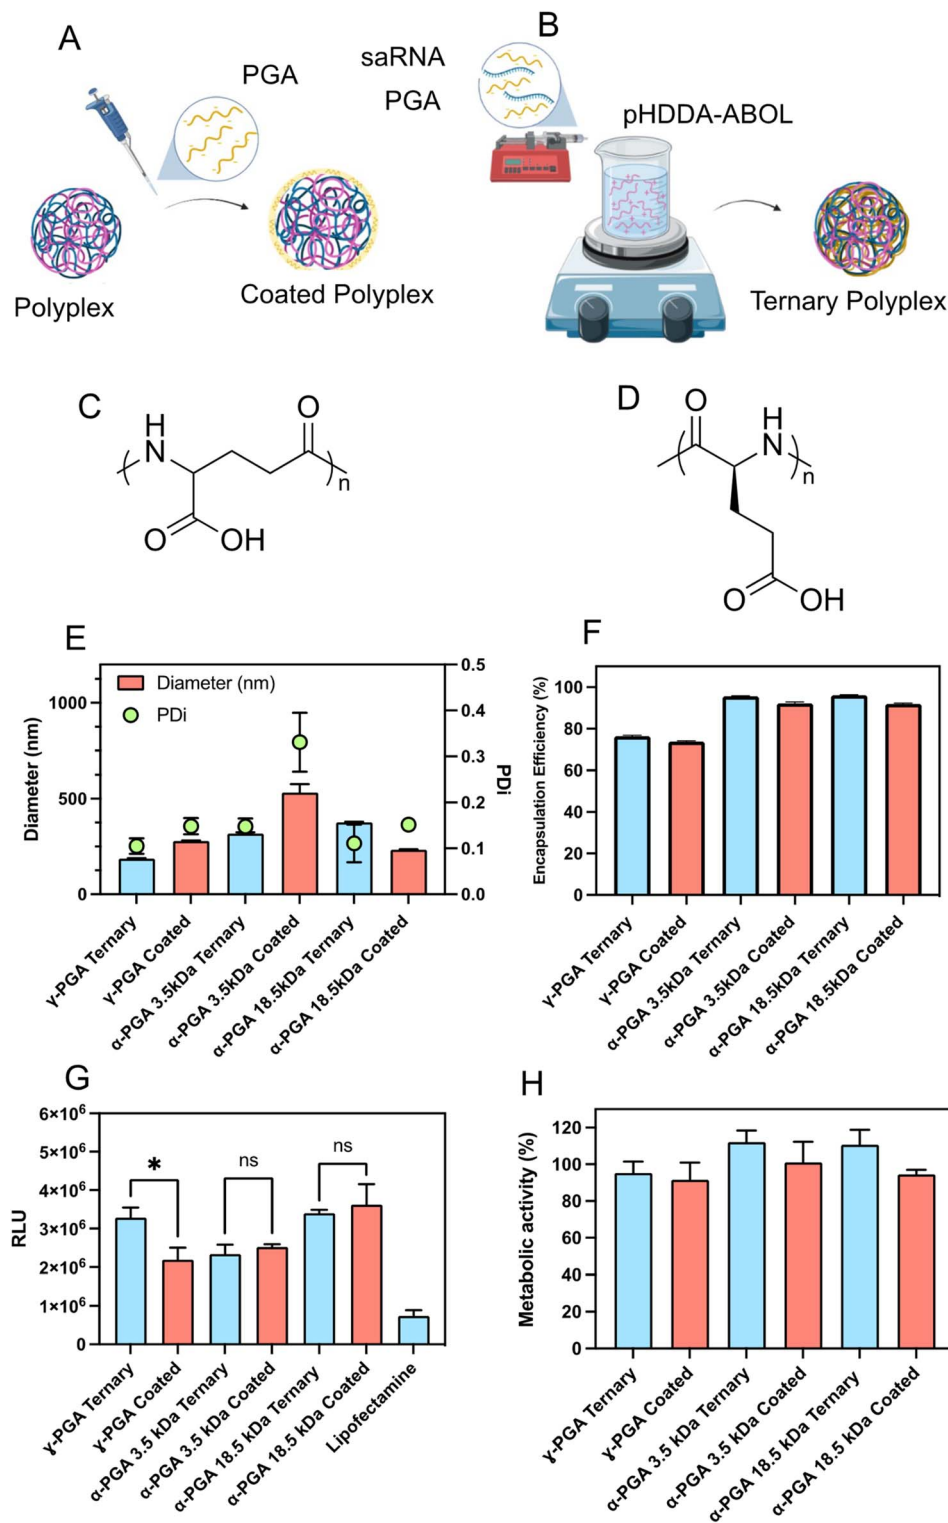 A
PGA
Polyplex
Coated Polyplex
B
saRNA
PGA
pHDDA-ABOL
Ternary Polyplex
C
H
N
O
n
O
OH
D
O
H
N
n
O
OH
E
Diameter (nm)
PDi
1000
500
0
Diameter (nm)
0.5
0.4
0.3
0.2
0.1
0.0
PDi
γ-PGA Ternary
γ-PGA Coated
α-PGA 3.5kDa Ternary
α-PGA 3.5kDa Coated
α-PGA 18.5kDa Ternary
α-PGA 18.5kDa Coated
F
Encapsulation Efficiency (%)
100
80
60
40
20
0
γ-PGA Ternary
γ-PGA Coated
α-PGA 3.5kDa Ternary
α-PGA 3.5kDa Coated
α-PGA 18.5kDa Ternary
α-PGA 18.5kDa Coated
G
RLU
6×10⁶
5×10⁶
4×10⁶
3×10⁶
2×10⁶
1×10⁶
0
*
ns
ns
γ-PGA Ternary
γ-PGA Coated
α-PGA 3.5 kDa Ternary
α-PGA 3.5 kDa Coated
α-PGA 18.5 kDa Ternary
α-PGA 18.5 kDa Coated
Lipofectamine
H
Metabolic activity (%)
120
100
80
60
40
20
0
γ-PGA Ternary
γ-PGA Coated
α-PGA 3.5 kDa Ternary
α-PGA 3.5 kDa Coated
α-PGA 18.5 kDa Ternary
α-PGA 18.5 kDa Coated